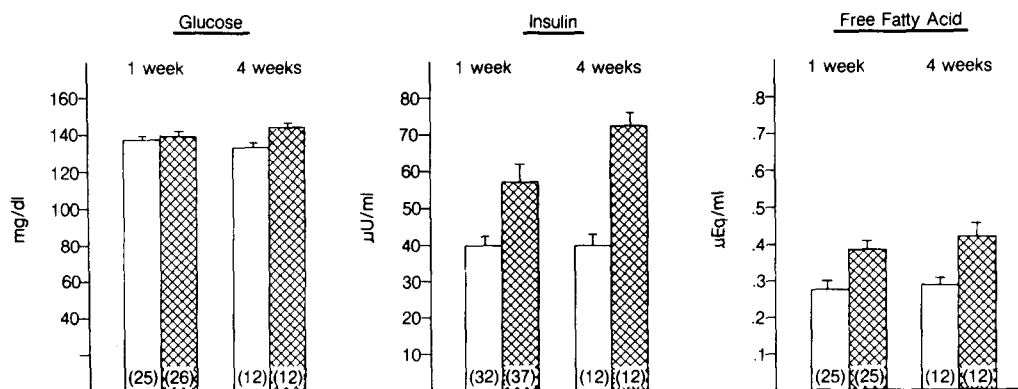 Glucose
1 week 4 weeks
160
140
120
100
80
60
40
mg/dl
(25) (26) (12) (12)
Insulin
1 week 4 weeks
80
70
60
50
40
30
20
10
µU/ml
(32) (37) (12) (12)
Free Fatty Acid
1 week 4 weeks
.8
.7
.6
.5
.4
.3
.2
.1
µEq/ml
(25) (25) (12) (12)